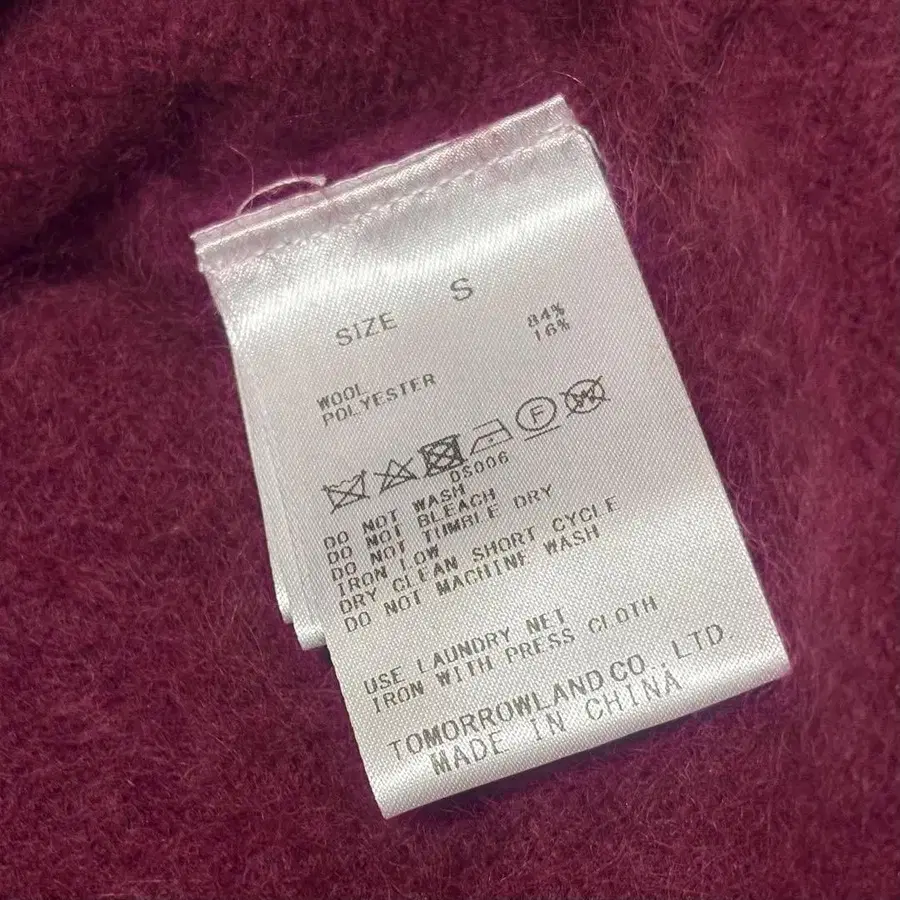 SIZE S
WOOL 84%
POLYESTER 16%
F W
DS006
DO NOT WASH
DO NOT BLEACH
DO NOT TUMBLE DRY
IRON LOW
DRY CLEAN SHORT CYCLE
DO NOT MACHINE WASH
USE LAUNDRY NET
IRON WITH PRESS CLOTH
TOMORROWLAND CO., LTD
MADE IN CHINA